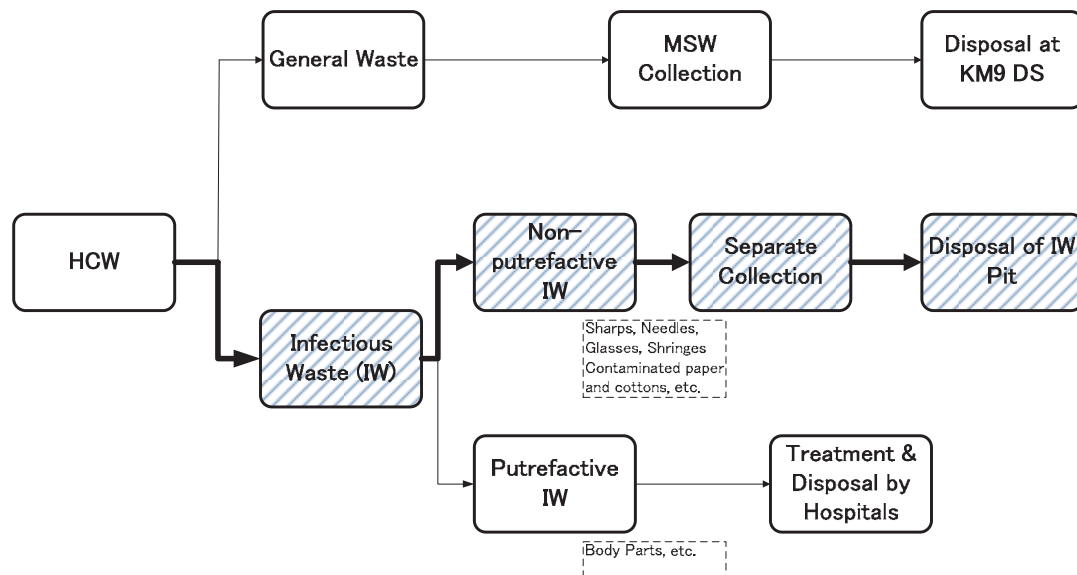 General Waste
MSW
Collection
Disposal at
KM9 DS
HCW
Non-
putrefactive
IW
Separate
Collection
Disposal of IW
Pit
Infectious
Waste (IW)
Sharps, Needles,
Glasses, Shringes
Contaminated paper
and cottons, etc.
Putrefactive
IW
Treatment &
Disposal by
Hospitals
Body Parts, etc.